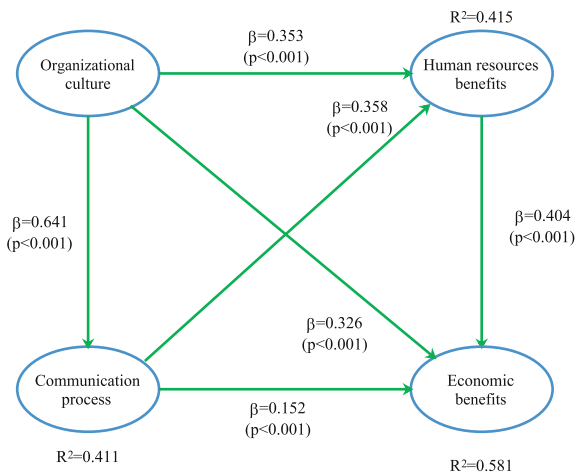 R²=0.415
β=0.353
(p<0.001)
Organizational
culture
Human resources
benefits
β=0.358
(p<0.001)
β=0.641
(p<0.001)
β=0.404
(p<0.001)
β=0.326
(p<0.001)
Communication
process
Economic
benefits
β=0.152
(p<0.001)
R²=0.411
R²=0.581